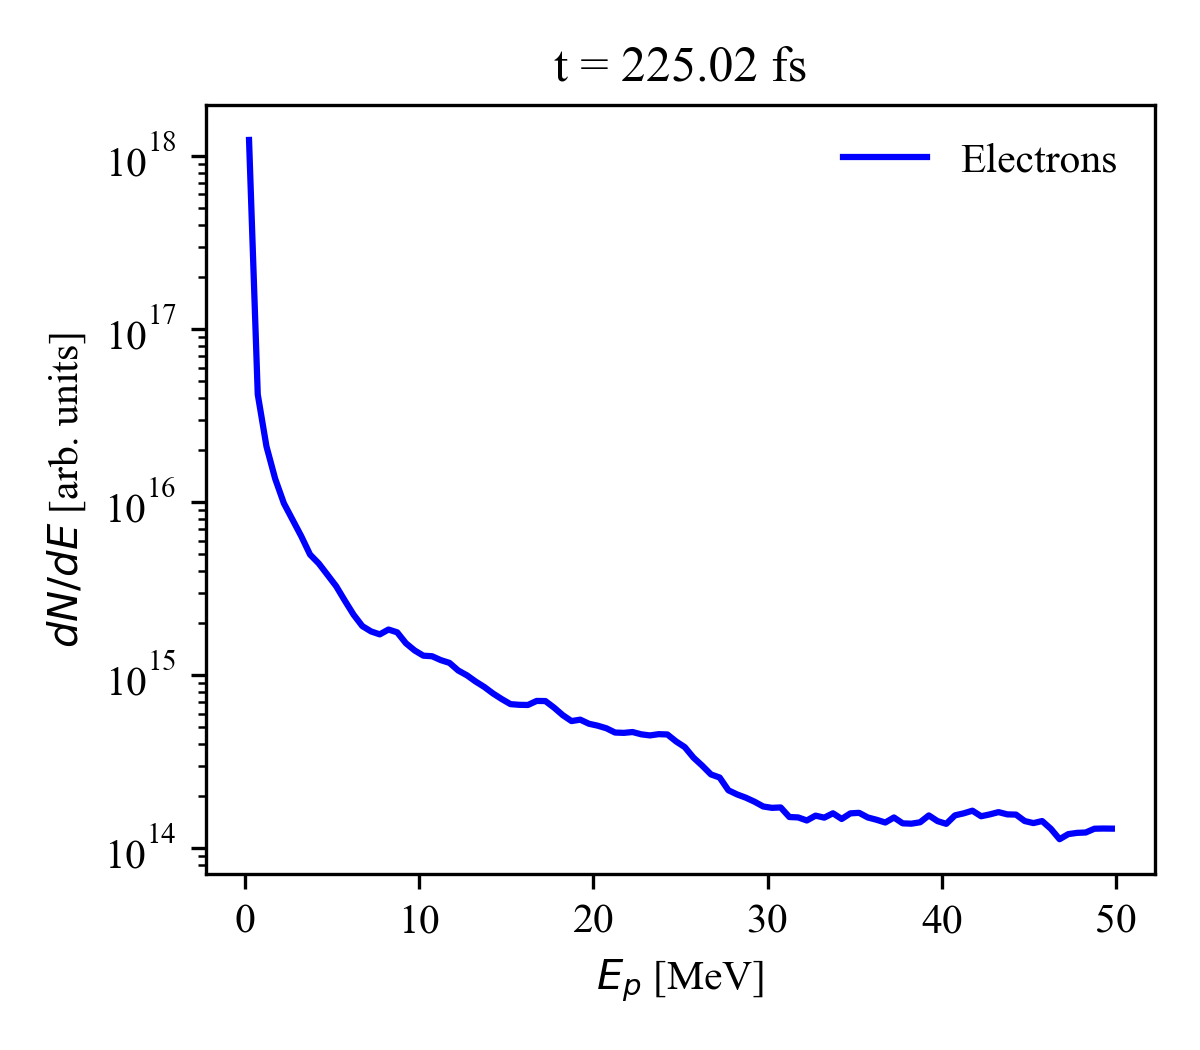 t = 225.02 fs
Electrons
10^18
10^17
10^16
10^15
10^14
dN/dE [arb. units]
0 10 20 30 40 50
E_p [MeV]